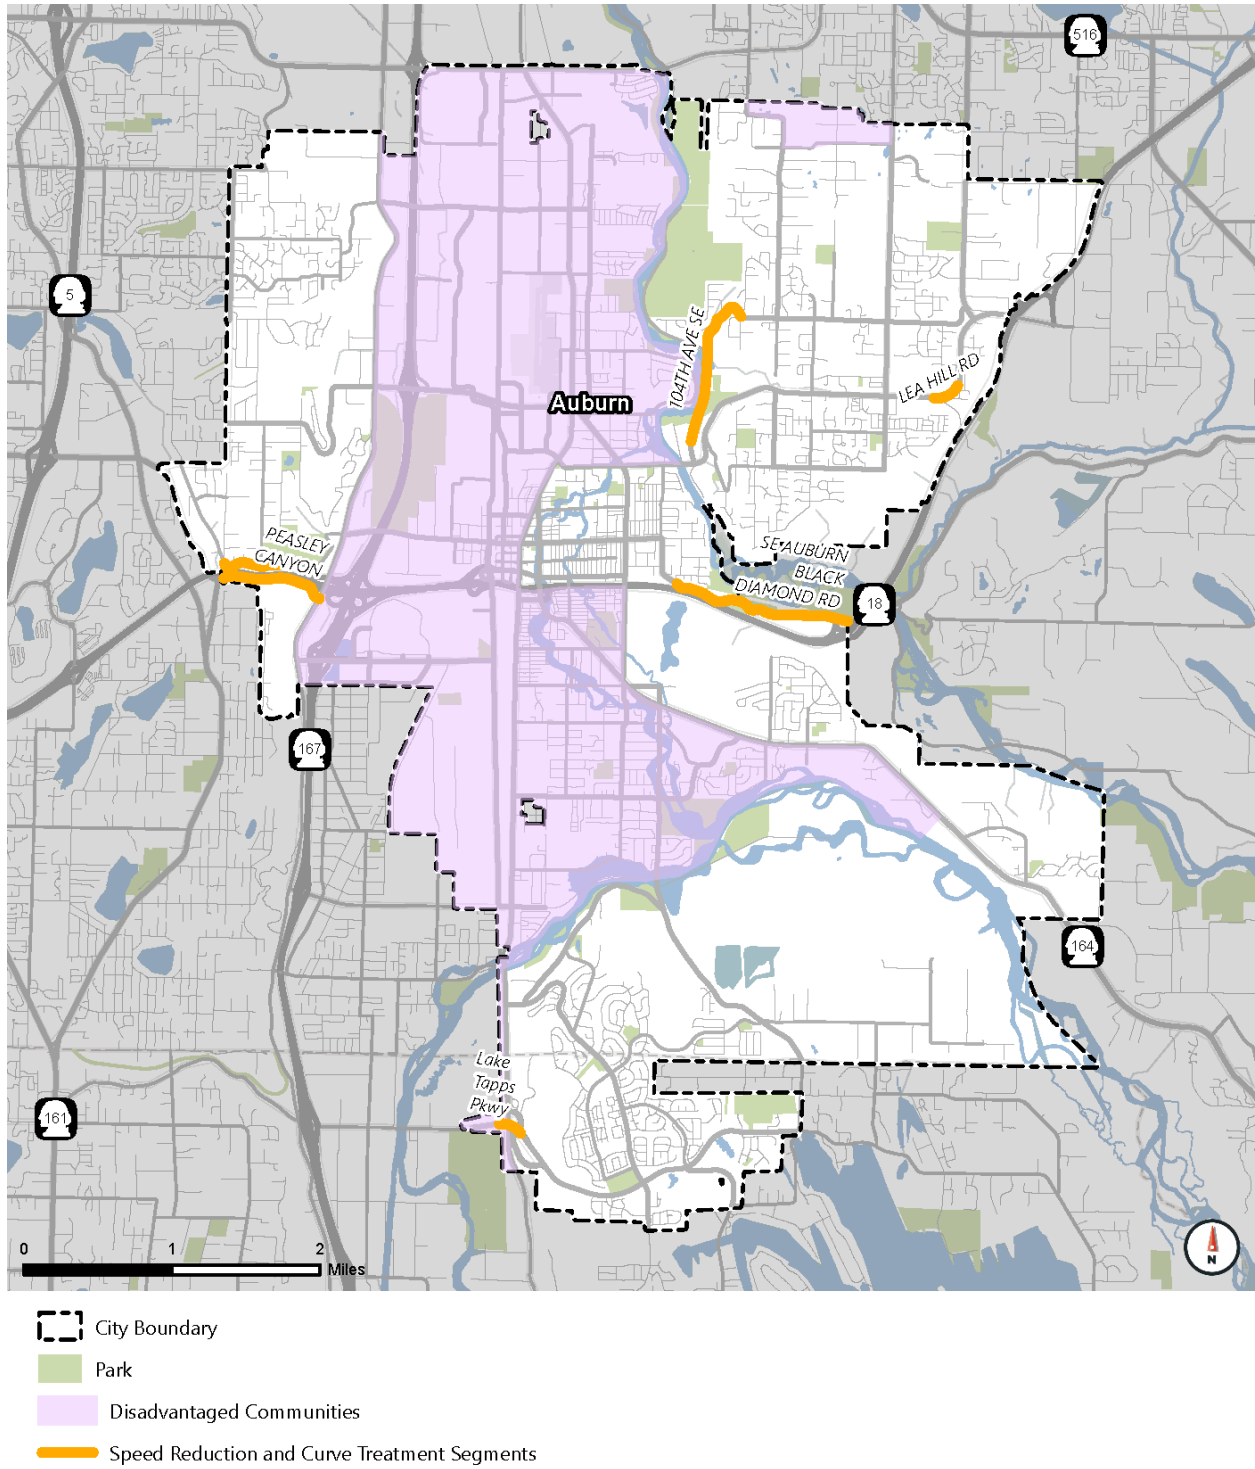 516
5
104TH AVE SE
LEA HILL RD
Auburn
PEASLEY
CANYON
SE AUBURN
BLACK
DIAMOND RD
18
167
164
Lake
Tapps
Pkwy
161
0 1 2
Miles
N
City Boundary
Park
Disadvantaged Communities
Speed Reduction and Curve Treatment Segments